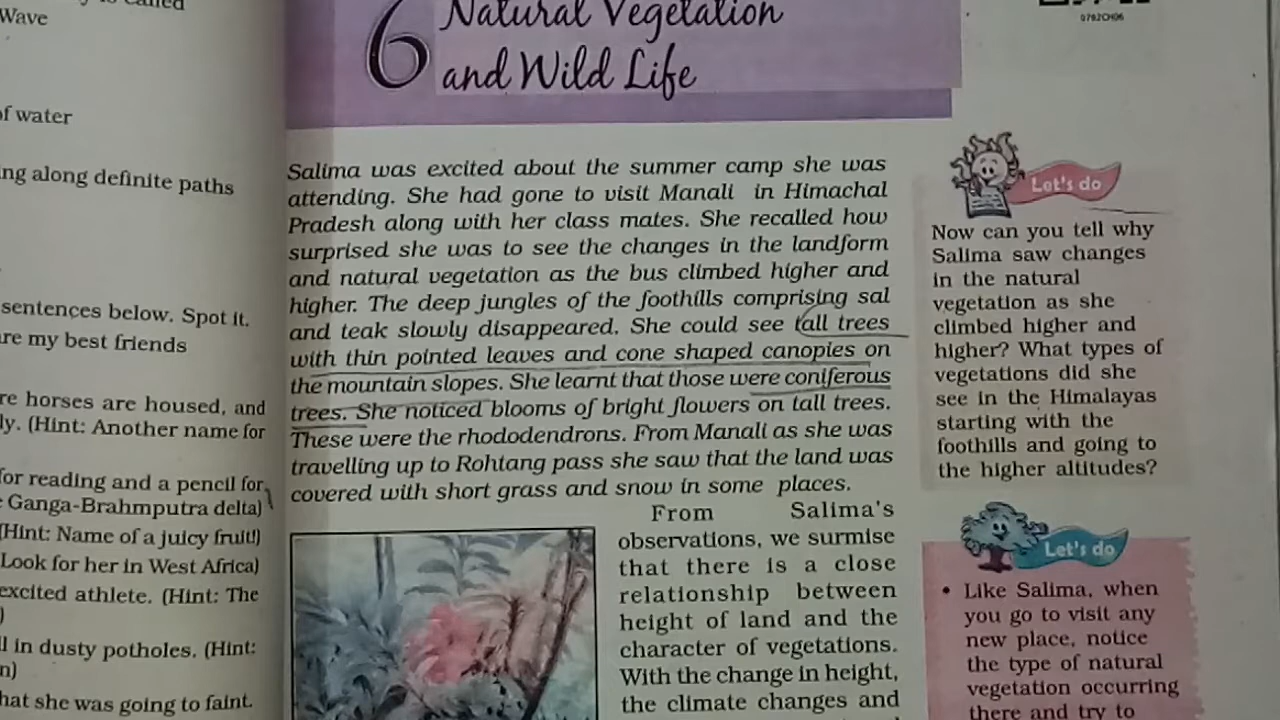 Wave
of water
ng along definite paths
sentences below. Spot it.
re my best friends
re horses are housed, and
ly. (Hint: Another name for
for reading and a pencil for
Ganga-Brahmputra delta)
(Hint: Name of a juicy fruit!)
Look for her in West Africa)
excited athlete. (Hint: The
)
ll in dusty potholes. (Hint:
n)
hat she was going to faint.
6
Natural Vegetation
and Wild Life
Salima was excited about the summer camp she was
attending. She had gone to visit Manali in Himachal
Pradesh along with her class mates. She recalled how
surprised she was to see the changes in the landform
and natural vegetation as the bus climbed higher and
higher. The deep jungles of the foothills comprising sal
and teak slowly disappeared. She could see tall trees
with thin pointed leaves and cone shaped canopies on
the mountain slopes. She learnt that those were coniferous
trees. She noticed blooms of bright flowers on tall trees.
These were the rhododendrons. From Manali as she was
travelling up to Rohtang pass she saw that the land was
covered with short grass and snow in some places.
From Salima's
observations, we surmise
that there is a close
relationship between
height of land and the
character of vegetations.
With the change in height,
the climate changes and
0782CH06
Let's do
Now can you tell why
Salima saw changes
in the natural
vegetation as she
climbed higher and
higher? What types of
vegetations did she
see in the Himalayas
starting with the
foothills and going to
the higher altitudes?
Let's do
• Like Salima, when
you go to visit any
new place, notice
the type of natural
vegetation occurring
there and try to